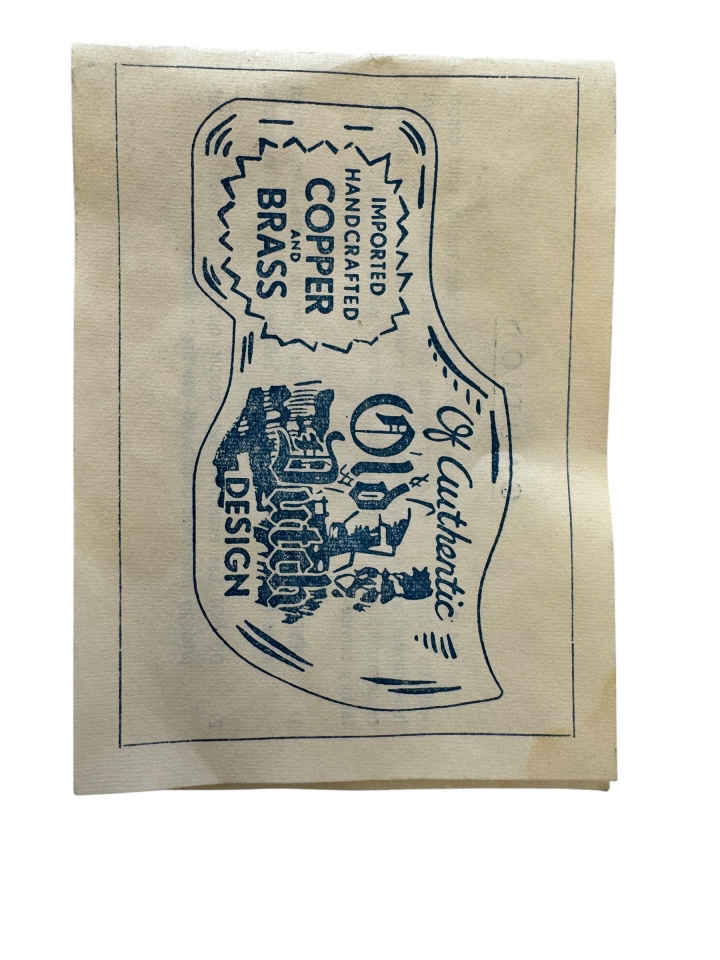 IMPORTED
HANDCRAFTED
COPPER
AND
BRASS
Of Authentic
Old
Dutch
DESIGN